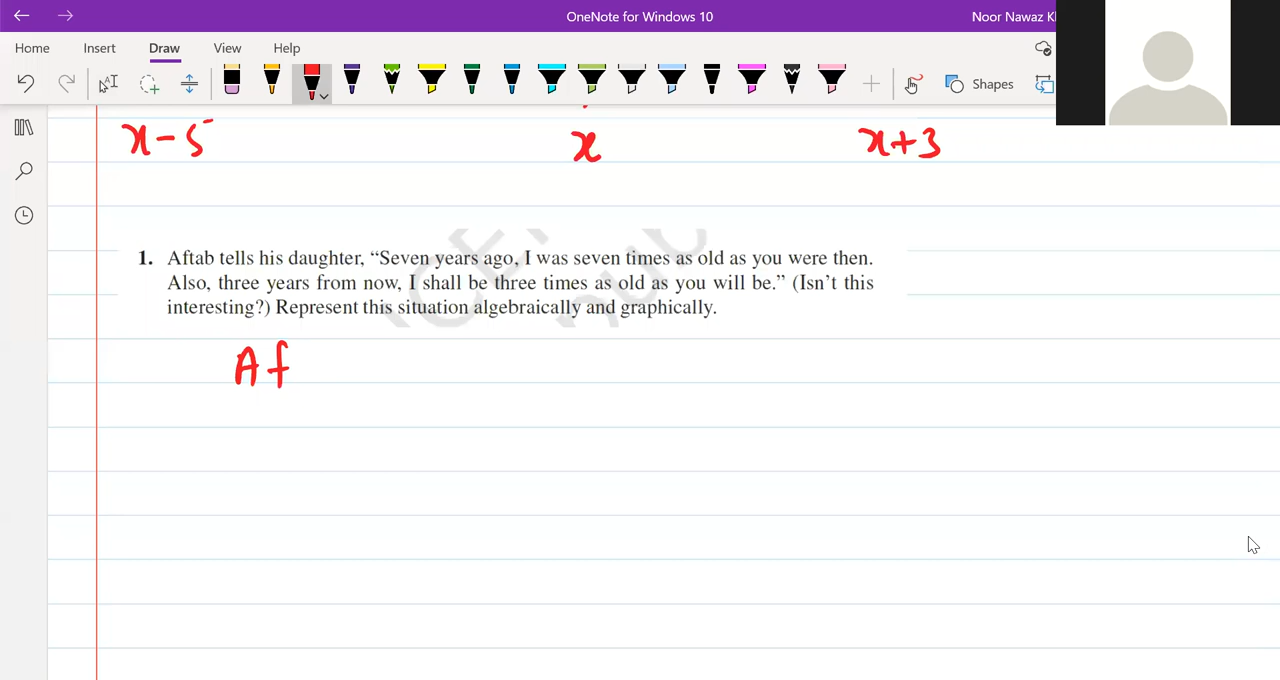 OneNote for Windows 10
Noor Nawaz
Home Insert Draw View Help
Shapes
x-5 x x+3
1. Aftab tells his daughter, “Seven years ago, I was seven times as old as you were then.
Also, three years from now, I shall be three times as old as you will be.” (Isn’t this
interesting?) Represent this situation algebraically and graphically.
Af